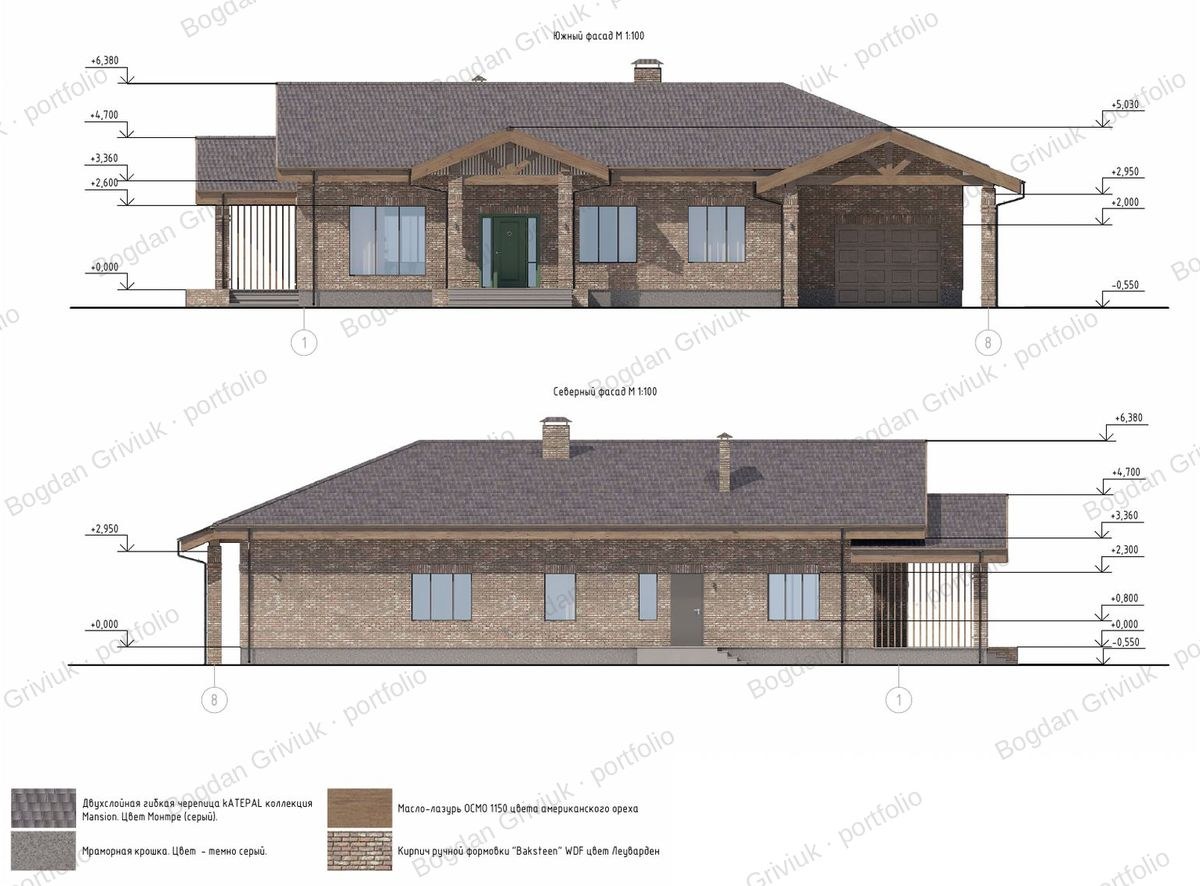 Южный фасад М 1:100
+6,380
+4,700
+3,360
+2,600
+0,000
+5,030
+2,950
+2,000
-0,550
1
8
Северный фасад М 1:100
+2,950
+0,000
+6,380
+4,700
+3,360
+2,300
+0,800
+0,000
-0,550
8
1
Двухслойная гибкая черепица kATEPAL коллекция
Mansion. Цвет Монтре (серый).
Мраморная крошка. Цвет - темно серый.
Масло-лазурь ОСМО 1150 цвета американского ореха
Кирпич ручной формовки "Baksteen" WDF цвет Леуварден
Bogdan Griviuk · portfolio